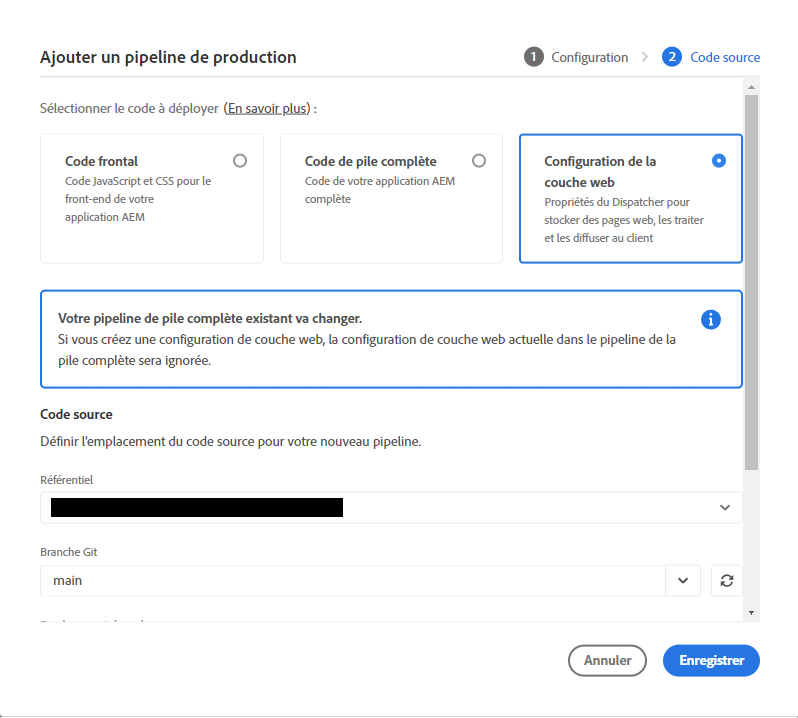 Ajouter un pipeline de production
1 Configuration > 2 Code source
Sélectionner le code à déployer (En savoir plus) :
Code frontal
Code JavaScript et CSS pour le
front-end de votre
application AEM
Code de pile complète
Code de votre application AEM
complète
Configuration de la
couche web
Propriétés du Dispatcher pour
stocker des pages web, les traiter
et les diffuser au client
Votre pipeline de pile complète existant va changer.
Si vous créez une configuration de couche web, la configuration de couche web actuelle dans le pipeline de la
pile complète sera ignorée.
Code source
Définir l’emplacement du code source pour votre nouveau pipeline.
Référentiel
Branche Git
main
Annuler
Enregistrer